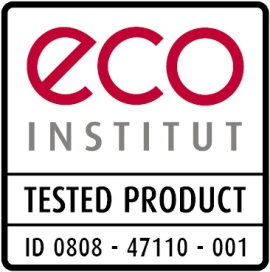 eco
INSTITUT
TESTED PRODUCT
ID 0808 - 47110 - 001